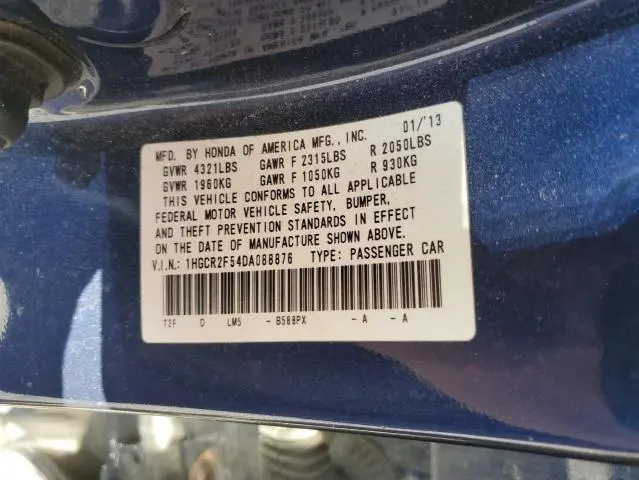 MFD. BY HONDA OF AMERICA MFG., INC. 01/'13
GVWR 4321LBS GAWR F 2315LBS R 2050LBS
GVWR 1960KG GAWR F 1050KG R 930KG
THIS VEHICLE CONFORMS TO ALL APPLICABLE
FEDERAL MOTOR VEHICLE SAFETY, BUMPER,
AND THEFT PREVENTION STANDARDS IN EFFECT
ON THE DATE OF MANUFACTURE SHOWN ABOVE.
V.I.N.: 1HGCR2F54DA088876 TYPE: PASSENGER CAR
T2F D LM5 - B588PX - A - A